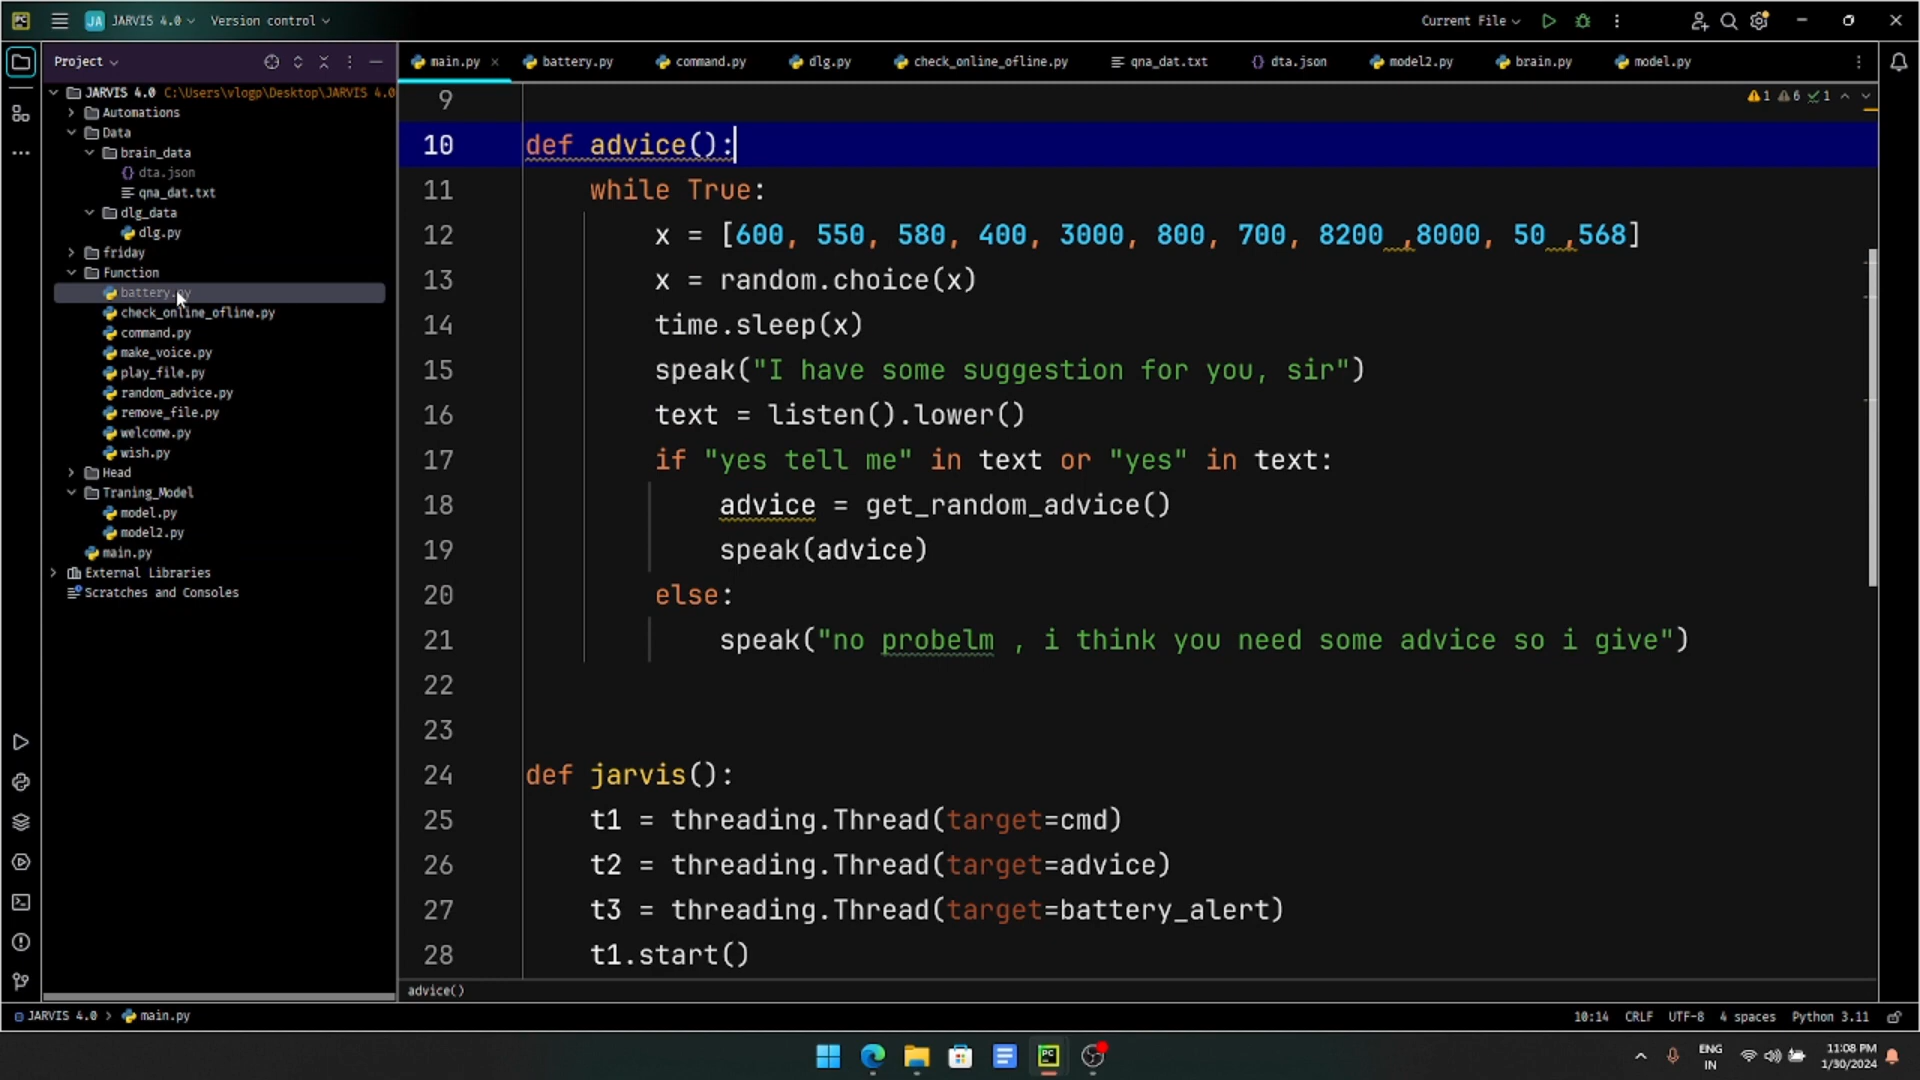 JA JARVIS 4.0 Version control Current File
Project
main.py battery.py command.py dlg.py check_online_ofline.py qna_dat.txt dta.json model2.py brain.py model.py
JARVIS 4.0 C:\Users\vlogp\Desktop\JARVIS 4.0
Automations
Data
brain_data
dta.json
qna_dat.txt
dlg_data
dlg.py
friday
Function
battery.py
check_online_ofline.py
command.py
make_voice.py
play_file.py
random_advice.py
remove_file.py
welcome.py
wish.py
Head
Traning_Model
model.py
model2.py
main.py
External Libraries
Scratches and Consoles
1 6 1
9
10 def advice():
11 while True:
12 x = [600, 550, 580, 400, 3000, 800, 700, 8200 ,8000, 50 ,568]
13 x = random.choice(x)
14 time.sleep(x)
15 speak("I have some suggestion for you, sir")
16 text = listen().lower()
17 if "yes tell me" in text or "yes" in text:
18 advice = get_random_advice()
19 speak(advice)
20 else:
21 speak("no probelm , i think you need some advice so i give")
22
23
24 def jarvis():
25 t1 = threading.Thread(target=cmd)
26 t2 = threading.Thread(target=advice)
27 t3 = threading.Thread(target=battery_alert)
28 t1.start()
advice()
JARVIS 4.0 > main.py 10:14 CRLF UTF-8 4 spaces Python 3.11
ENG
IN
11:08 PM
1/30/2024